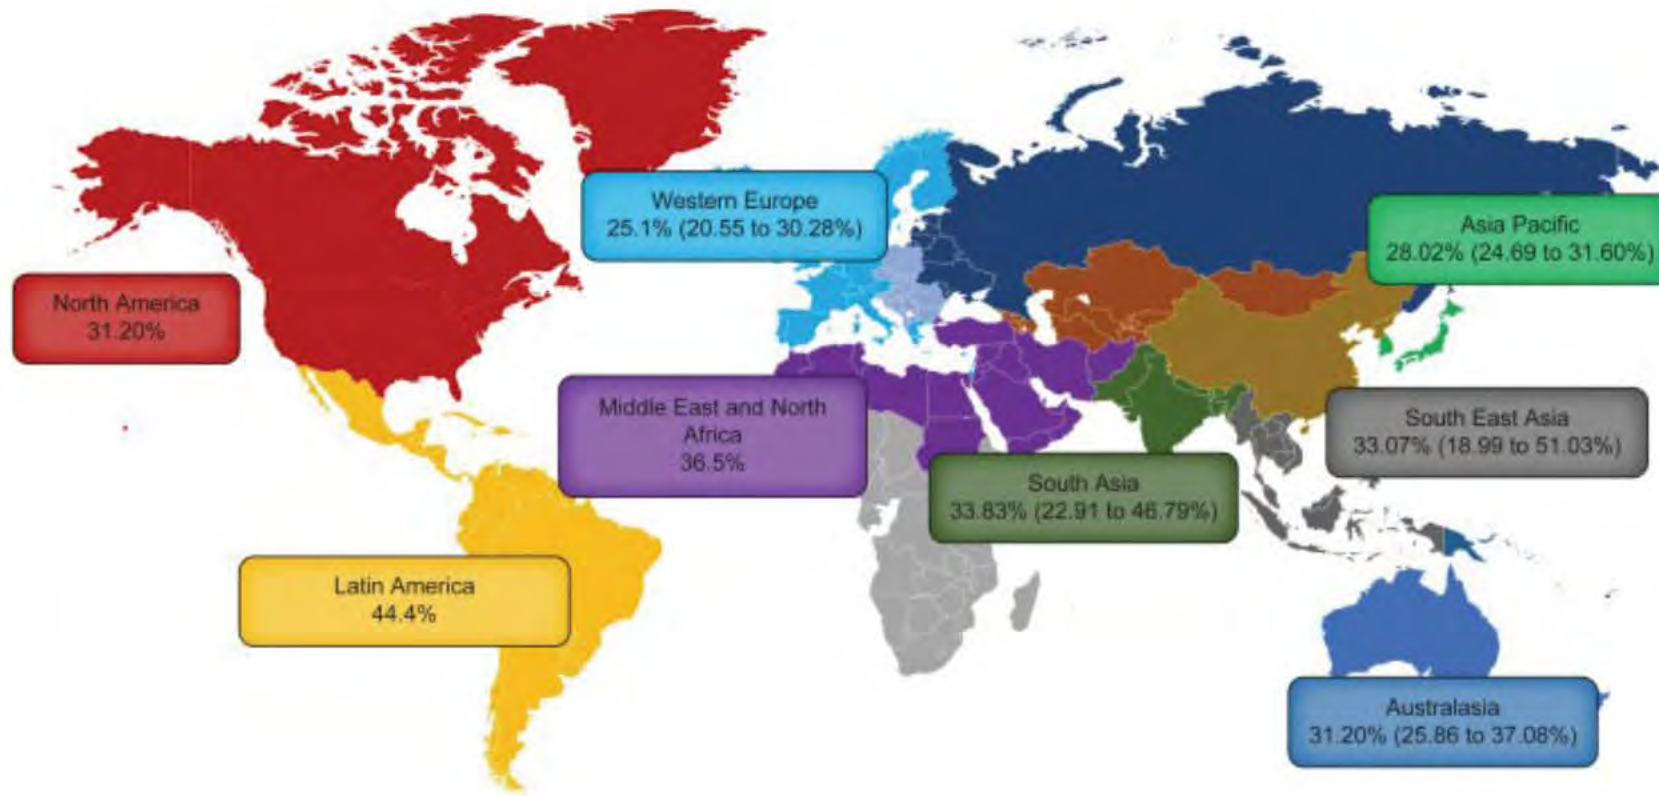 Western Europe
25.1% (20.55 to 30.28%)
Asia Pacific
28.02% (24.69 to 31.60%)
North America
31.20%
Middle East and North
Africa
36.5%
South East Asia
33.07% (18.99 to 51.03%)
South Asia
33.83% (22.91 to 46.79%)
Latin America
44.4%
Australasia
31.20% (25.86 to 37.08%)